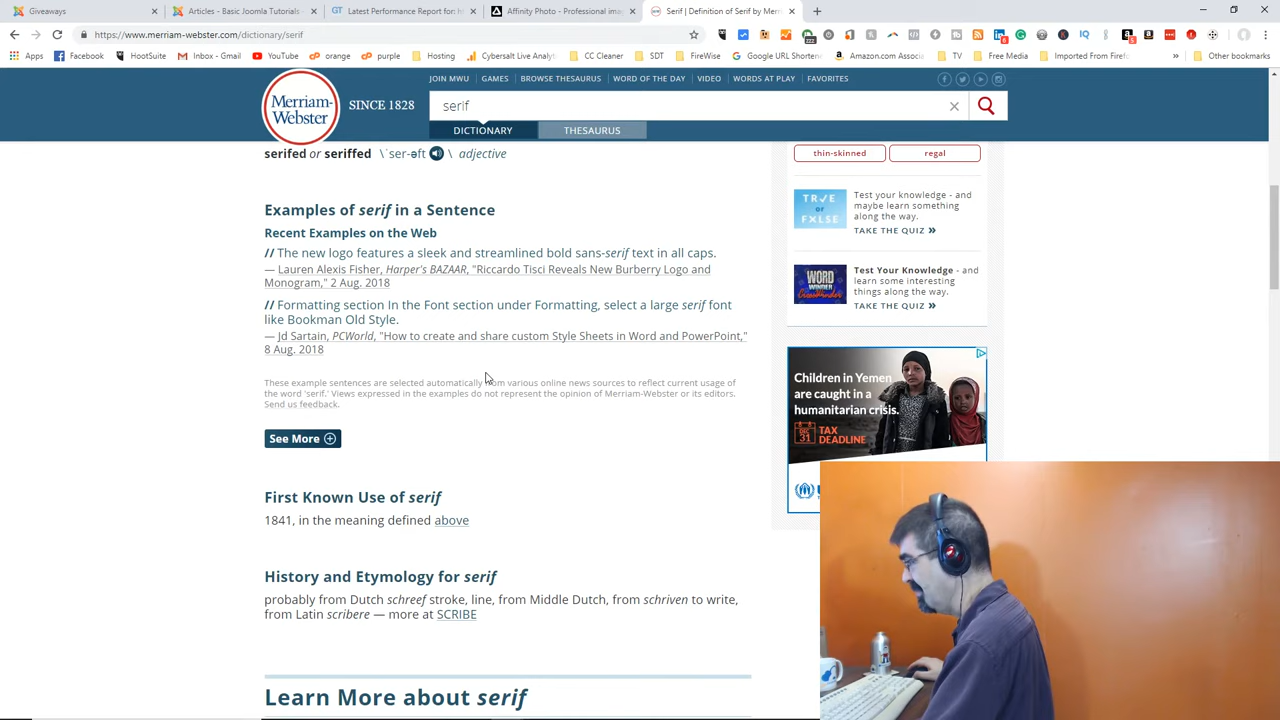 Giveaways
Articles - Basic Joomla Tutorials
Latest Performance Report for: h
Affinity Photo - Professional imag
Serif | Definition of Serif by Merr
https://www.merriam-webster.com/dictionary/serif
Apps
Facebook
HootSuite
Inbox - Gmail
YouTube
orange
purple
Hosting
Cybersalt Live Analy
CC Cleaner
SDT
FireWise
Google URL Shorten
Amazon.com Associ
TV
Free Media
Imported From Firef
Other bookmarks
JOIN MWU
GAMES
BROWSE THESAURUS
WORD OF THE DAY
VIDEO
WORDS AT PLAY
FAVORITES
Merriam-
Webster
SINCE 1828
serif
DICTIONARY
THESAURUS
serifed or seriffed \ˈser-əft \ adjective
Examples of serif in a Sentence
Recent Examples on the Web
// The new logo features a sleek and streamlined bold sans-serif text in all caps.
— Lauren Alexis Fisher, Harper's BAZAAR, "Riccardo Tisci Reveals New Burberry Logo and
Monogram," 2 Aug. 2018
// Formatting section In the Font section under Formatting, select a large serif font
like Bookman Old Style.
— Jd Sartain, PCWorld, "How to create and share custom Style Sheets in Word and PowerPoint,"
8 Aug. 2018
These example sentences are selected automatically from various online news sources to reflect current usage of
the word 'serif.' Views expressed in the examples do not represent the opinion of Merriam-Webster or its editors.
Send us feedback.
See More
First Known Use of serif
1841, in the meaning defined above
History and Etymology for serif
probably from Dutch schreef stroke, line, from Middle Dutch, from schriven to write,
from Latin scribere — more at SCRIBE
Learn More about serif
thin-skinned
regal
TRUE
or
FALSE
Test your knowledge - and
maybe learn something
along the way.
TAKE THE QUIZ »
WORD
WINDER
Test Your Knowledge - and
learn some interesting
things along the way.
TAKE THE QUIZ »
Children in Yemen
are caught in a
humanitarian crisis.
DEC
31
TAX
DEADLINE